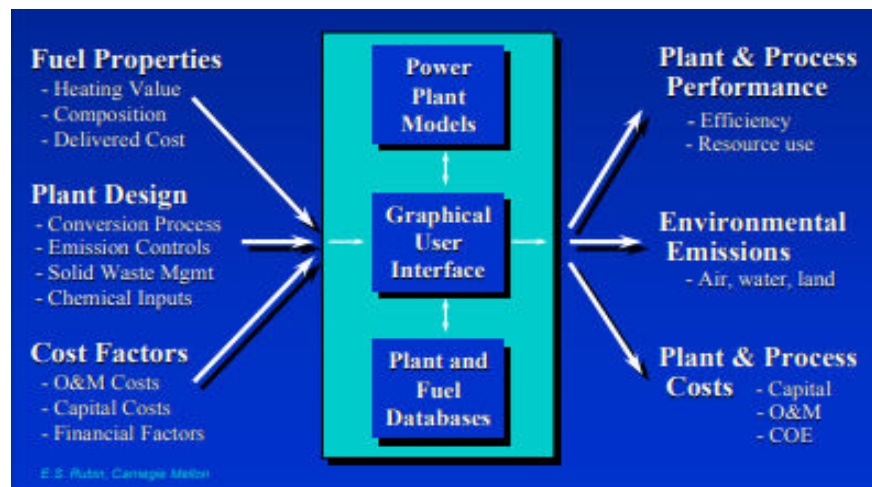 Fuel Properties
- Heating Value
- Composition
- Delivered Cost
Plant Design
- Conversion Process
- Emission Controls
- Solid Waste Mgmt
- Chemical Inputs
Cost Factors
- O&M Costs
- Capital Costs
- Financial Factors
Power
Plant
Models
Graphical
User
Interface
Plant and
Fuel
Databases
Plant & Process
Performance
- Efficiency
- Resource use
Environmental
Emissions
- Air, water, land
Plant & Process
Costs - Capital
- O&M
- COE
E.S. Rubin, Carnegie Mellon